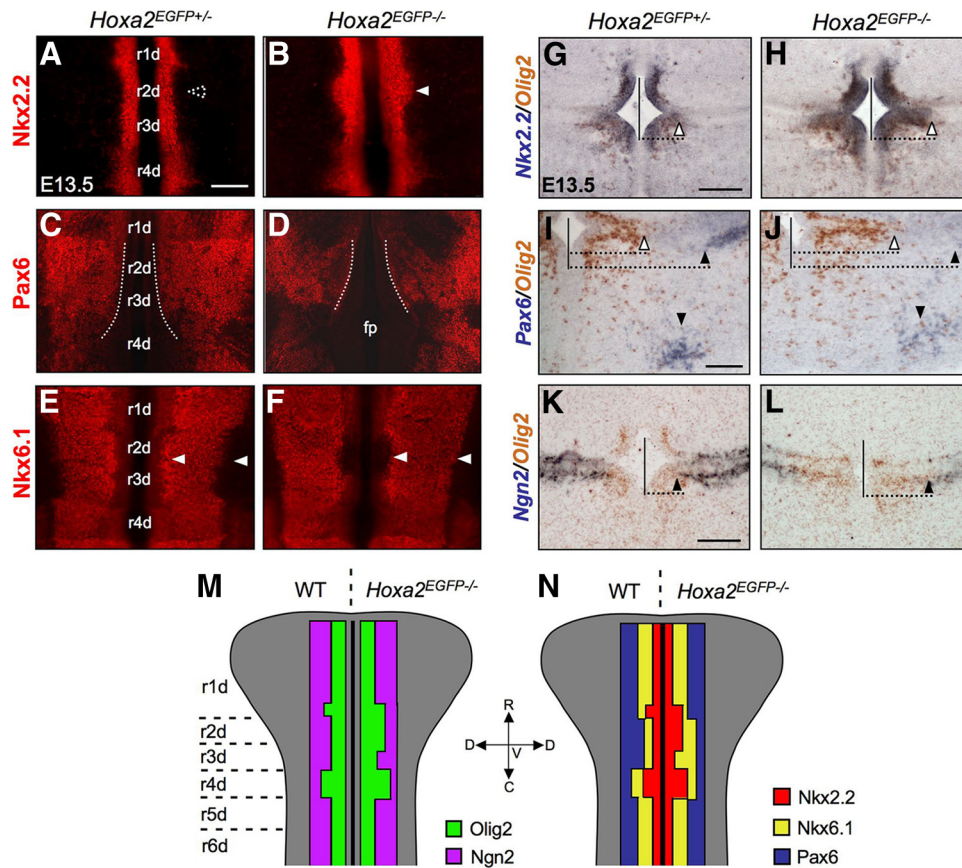 Hoxa2EGFP+/- Hoxa2EGFP-/- Hoxa2EGFP+/- Hoxa2EGFP-/-
Nkx2.2
A
r1d
r2d
r3d
r4d
E13.5
B
Nkx2.2/Olig2
G
E13.5
H
Pax6
C
r1d
r2d
r3d
r4d
D
fp
Pax6/Olig2
I
J
Nkx6.1
E
r1d
r2d
r3d
r4d
F
Ngn2/Olig2
K
L
M
WT Hoxa2EGFP-/-
r1d
r2d
r3d
r4d
r5d
r6d
Olig2
Ngn2
R
D V D
C
N
WT Hoxa2EGFP-/-
Nkx2.2
Nkx6.1
Pax6